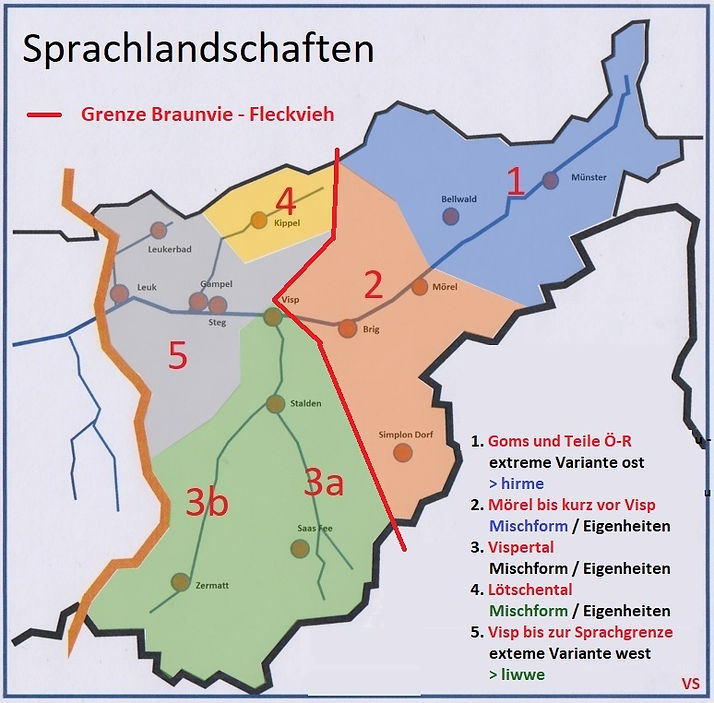 Sprachlandschaften
Grenze Braunvie - Fleckvieh
1
Münster
4
Bellwald
Kippel
Leukerbad
2
Mörel
Leuk
Gampel
Visp
Steg
Brig
5
Stalden
Simplon Dorf
3a
3b
Saas Fee
Zermatt
1. Goms und Teile Ö-R
extreme Variante ost
> hirme
2. Mörel bis kurz vor Visp
Mischform / Eigenheiten
3. Vispertal
Mischform / Eigenheiten
4. Lötschental
Mischform / Eigenheiten
5. Visp bis zur Sprachgrenze
exteme Variante west
> liwwe
VS